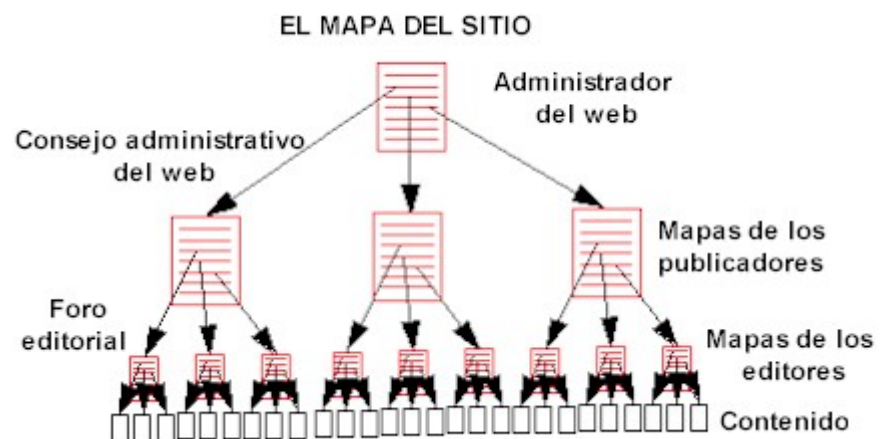 EL MAPA DEL SITIO
Administrador
del web
Consejo administrativo
del web
Mapas de los
publicadores
Foro
editorial
Mapas de los
editores
Contenido